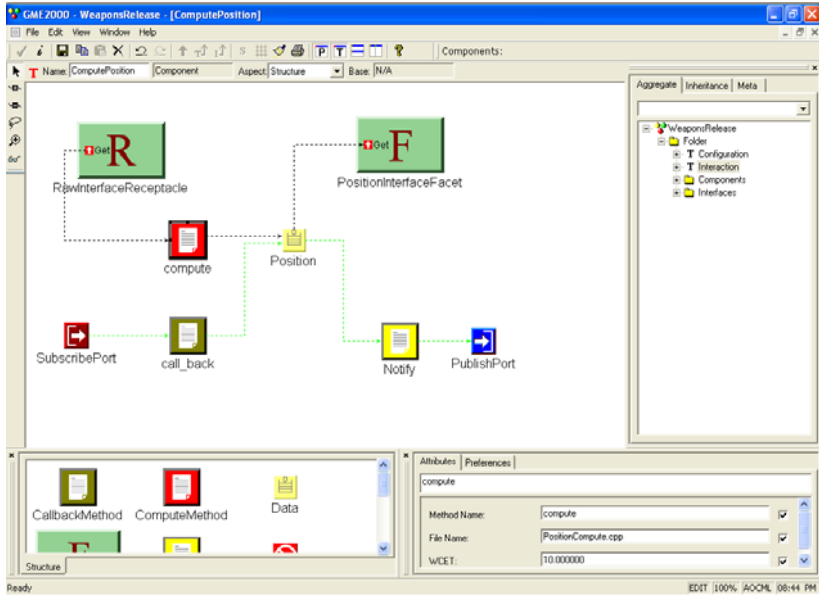 GME2000 - WeaponsRelease - [ComputePosition]
File Edit View Window Help
Components:
T Name: ComputePosition Component Aspect: Structure Base: N/A
Aggregate Inheritance Meta
WeaponsRelease
Folder
T Configuration
T Interaction
Components
Interfaces
Get R
RawInterfaceReceptacle
Get F
PositionInterfaceFacet
compute
Position
SubscribePort
call_back
Notify
PublishPort
CallbackMethod
ComputeMethod
Data
Structure
Attributes Preferences
compute
Method Name: compute
File Name: PositionCompute.cpp
WCET: 10.000000
Ready
EDIT 100% AOCML 08:44 PM